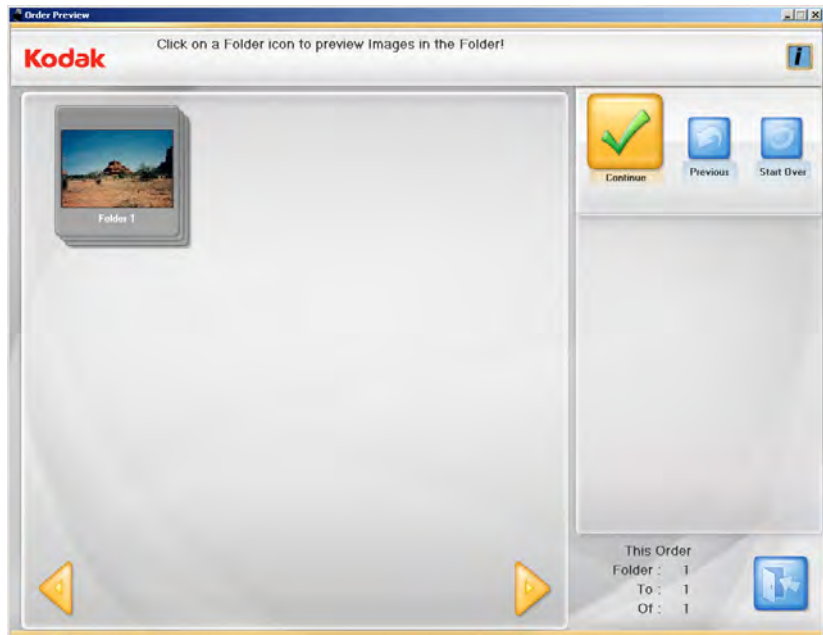 Order Preview
Kodak
Click on a Folder icon to preview Images in the Folder!
i
Folder 1
Continue
Previous
Start Over
This Order
Folder : 1
To : 1
Of : 1